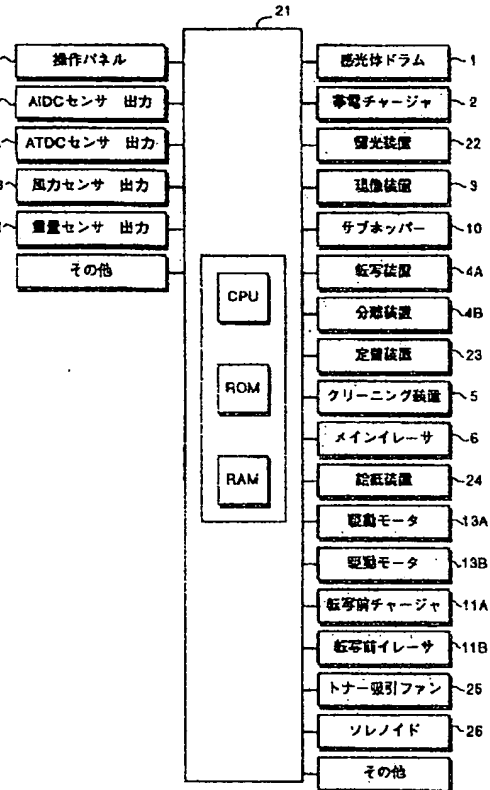 21
操作パネル
AIDCセンサ 出力
ATDCセンサ 出力
風力センサ 出力
重量センサ 出力
その他
CPU
ROM
RAM
感光体ドラム
1
帯電チャージャ
2
露光装置
22
現像装置
3
サブホッパー
10
転写装置
4A
分離装置
4B
定着装置
23
クリーニング装置
5
メインイレーサ
6
給紙装置
24
駆動モータ
13A
駆動モータ
13B
転写前チャージャ
11A
転写前イレーサ
11B
トナー吸引ファン
25
ソレノイド
26
その他